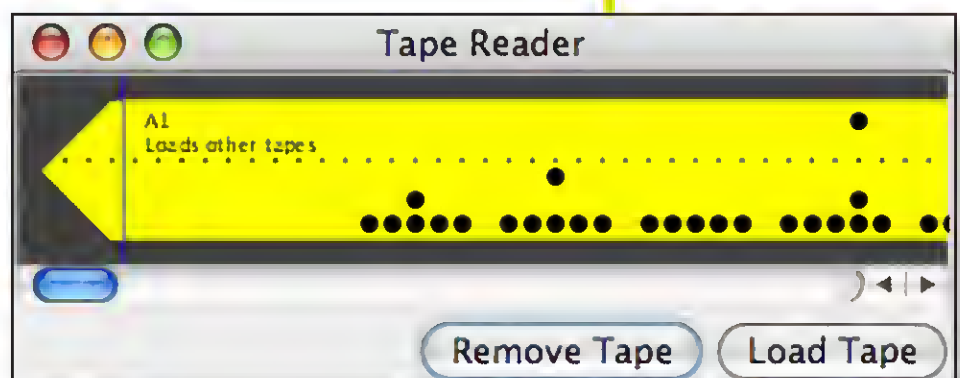 Tape Reader
A1
Loads other tapes
Remove Tape
Load Tape